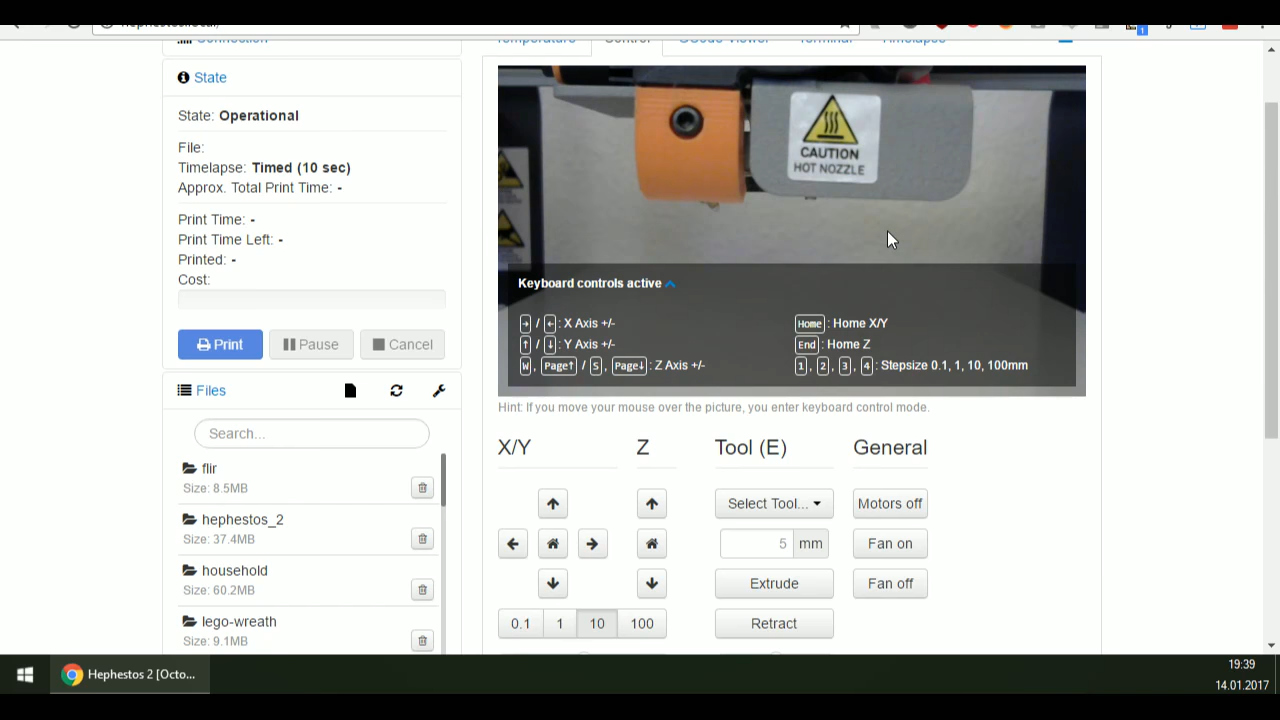 State
State: Operational
File:
Timelapse: Timed (10 sec)
Approx. Total Print Time: -
Print Time: -
Print Time Left: -
Printed: -
Cost:
Print
Pause
Cancel
Files
Search...
flir
Size: 8.5MB
hephestos_2
Size: 37.4MB
household
Size: 60.2MB
lego-wreath
Size: 9.1MB
CAUTION
HOT NOZZLE
Keyboard controls active
→ / ← : X Axis +/-
↑ / ↓ : Y Axis +/-
W , Page↑ / S , Page↓ : Z Axis +/-
Home : Home X/Y
End : Home Z
1 , 2 , 3 , 4 : Stepsize 0.1, 1, 10, 100mm
Hint: If you move your mouse over the picture, you enter keyboard control mode.
X/Y
Z
Tool (E)
General
Select Tool...
Motors off
5 mm
Fan on
Extrude
Fan off
0.1 1 10 100
Retract
Hephestos 2 [Octo...
19:39
14.01.2017